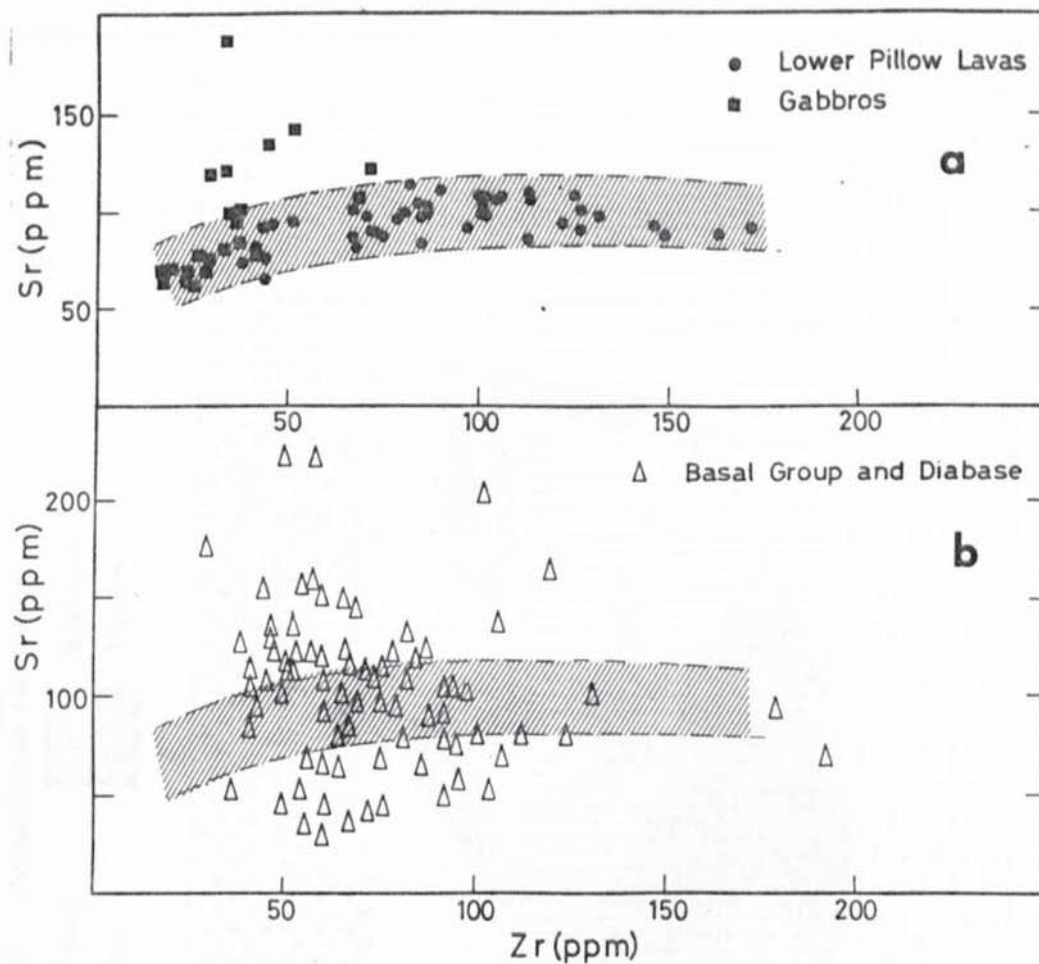 Lower Pillow Lavas
Gabbros
150
a
Sr(ppm)
50
50 100 150 200
Basal Group and Diabase
200
b
Sr(ppm)
100
50 100 150 200
Zr(ppm)